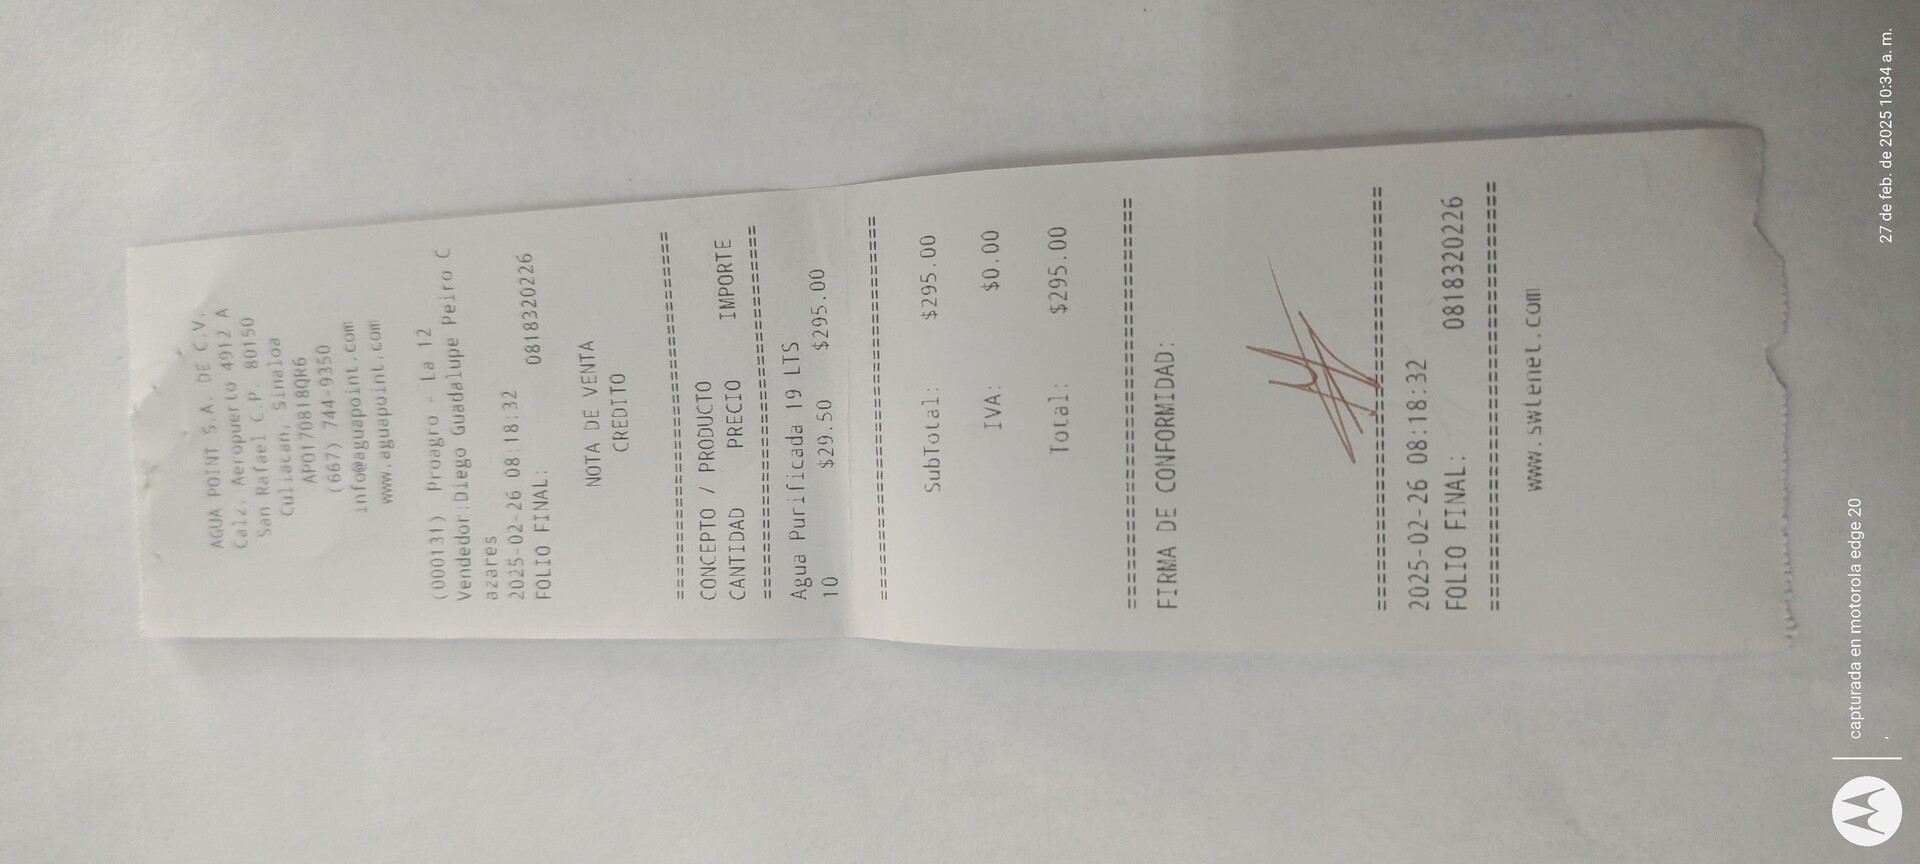 AGUA POINT S.A. DE C.V.
Calz. Aeropuerto 4912 A
San Rafael C.P. 80150
Culiacan, Sinaloa
APO170818QR6
(667) 744-9350
info@aguapoint.com
www.aguapoint.com
(000131) Proagro - La 12
Vendedor:Diego Guadalupe Peiro C
azares
2025-02-26 08:18:32
FOLIO FINAL: 0818320226
NOTA DE VENTA
CREDITO
================================
CONCEPTO / PRODUCTO
CANTIDAD PRECIO IMPORTE
================================
Agua Purificada 19 LTS
10 $29.50 $295.00
================================
SubTotal: $295.00
IVA: $0.00
Total: $295.00
================================
FIRMA DE CONFORMIDAD:
================================
2025-02-26 08:18:32
FOLIO FINAL: 0818320226
================================
www.swtenet.com
capturada en motorola edge 20
,
27 de feb. de 2025 10:34 a. m.